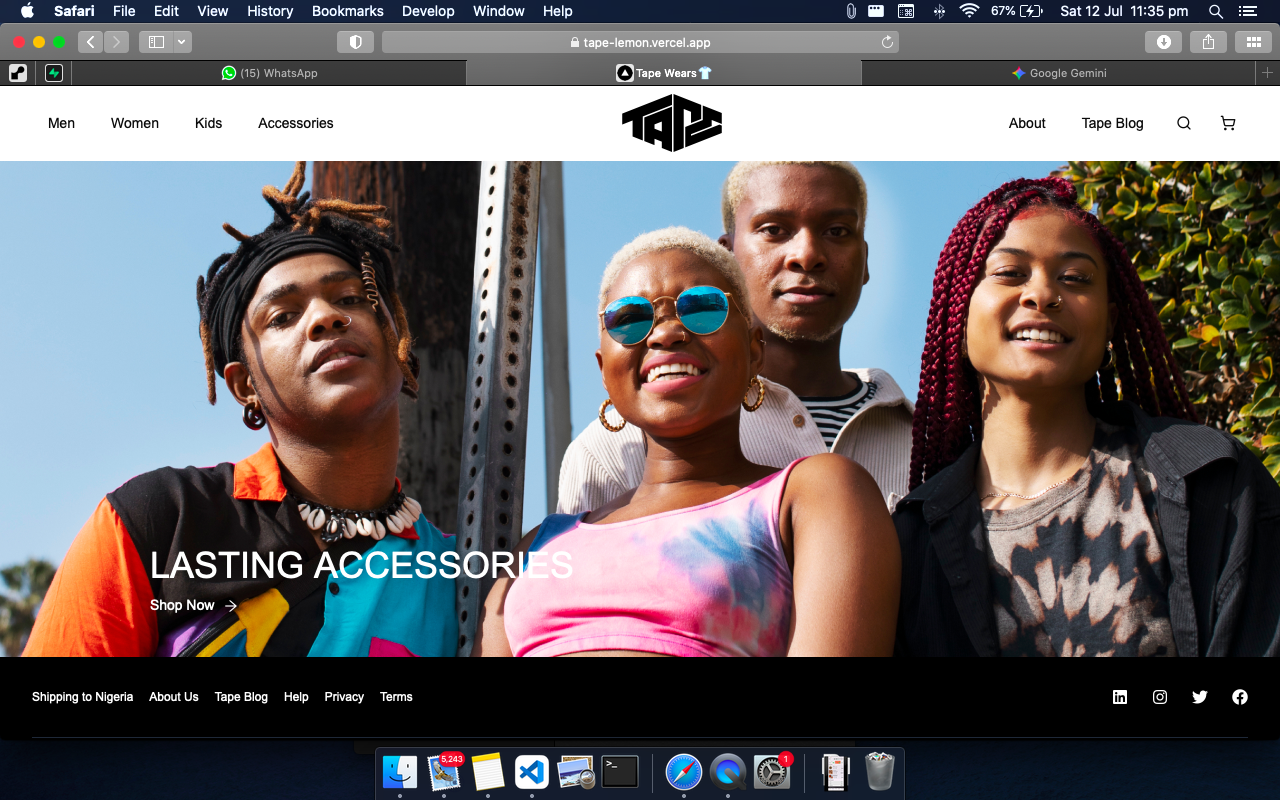 Safari File Edit View History Bookmarks Develop Window Help 67% Sat 12 Jul 11:35 pm
tape-lemon.vercel.app
(15) WhatsApp Tape Wears👕 Google Gemini
Men Women Kids Accessories TAPE About Tape Blog
LASTING ACCESSORIES
Shop Now →
Shipping to Nigeria About Us Tape Blog Help Privacy Terms
5,243 >_ 1